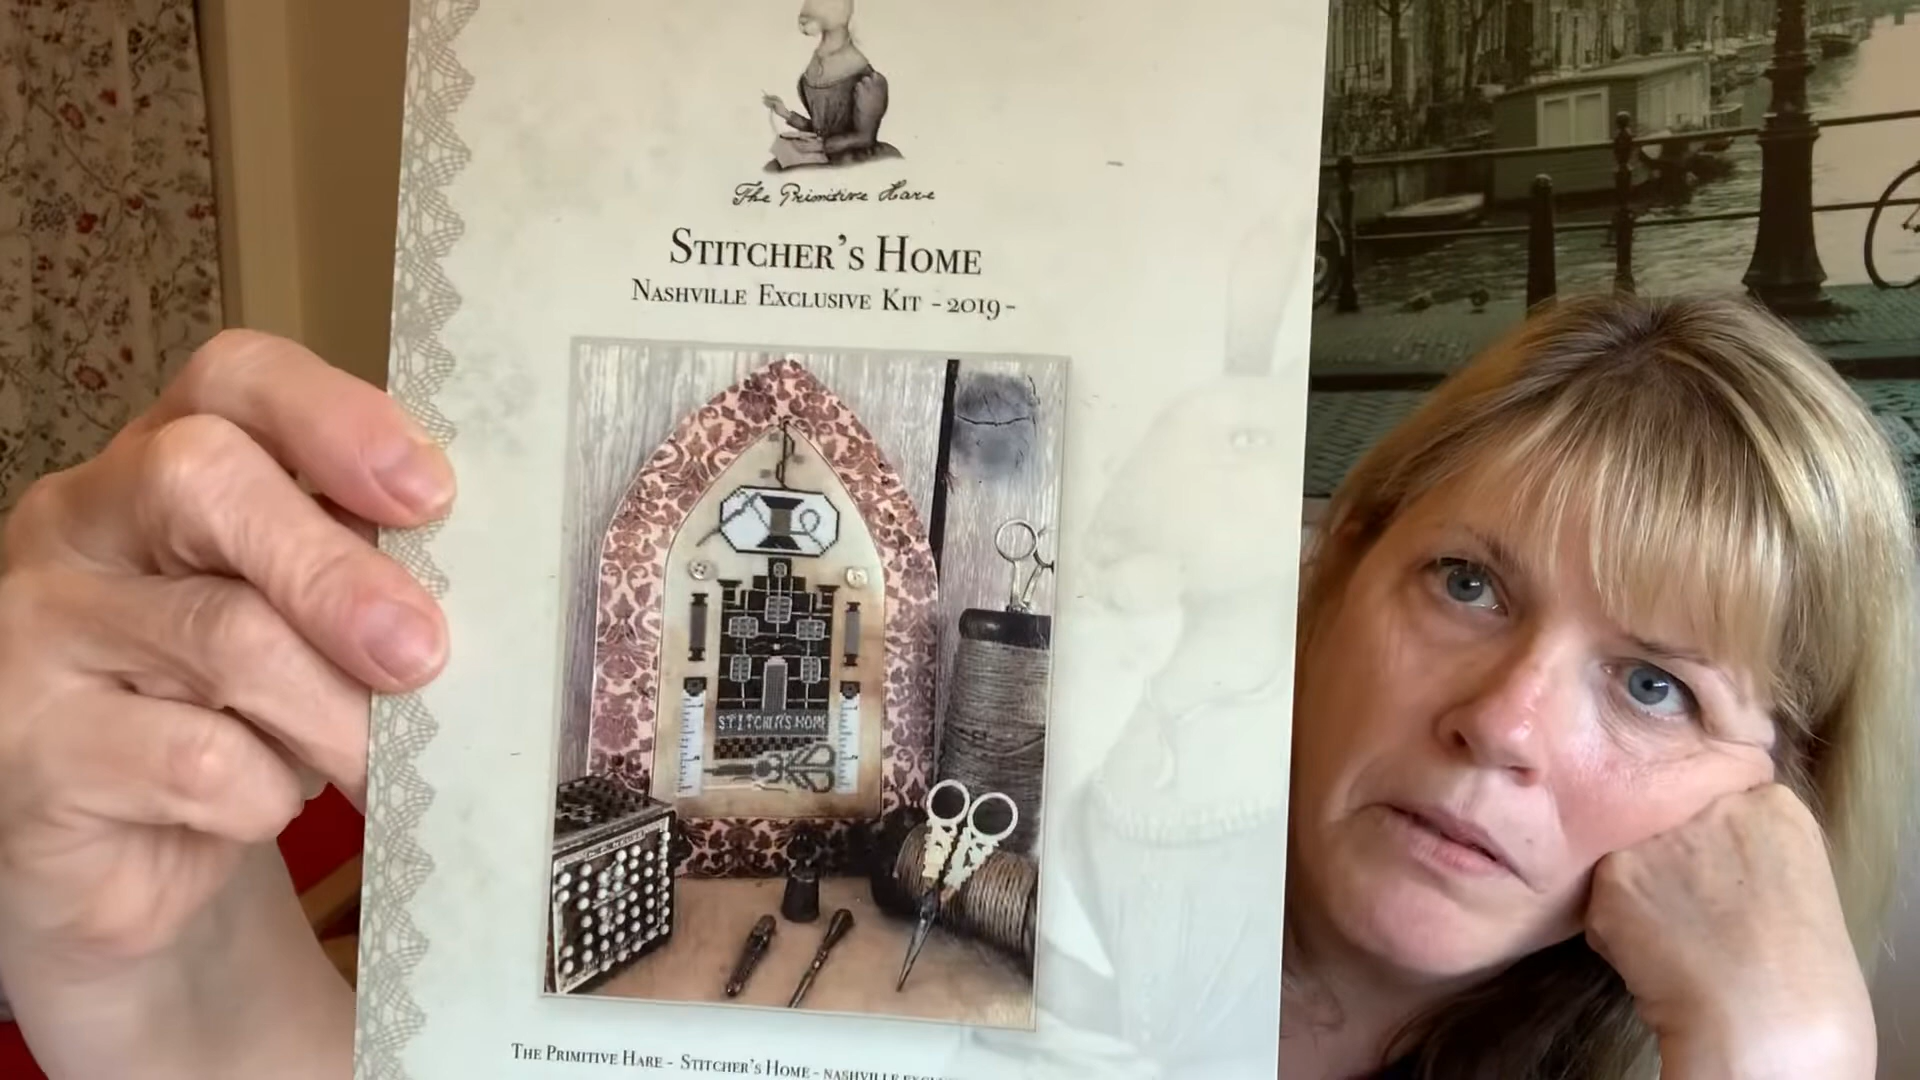 The Primitive Hare
STITCHER'S HOME
NASHVILLE EXCLUSIVE KIT - 2019 -
STITCHER'S HOME
THE PRIMITIVE HARE - STITCHER'S HOME - NASHVILLE